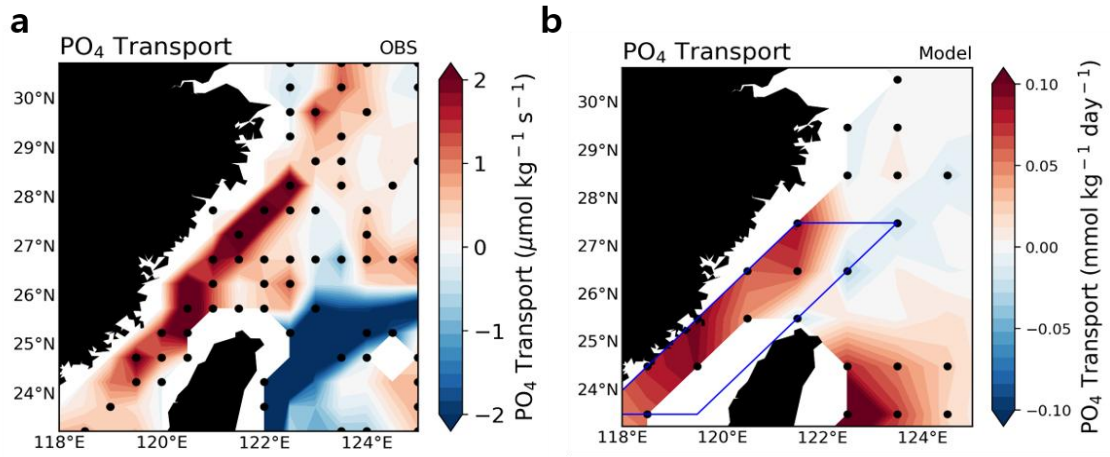 a
PO₄ Transport
OBS
30°N
29°N
28°N
27°N
26°N
25°N
24°N
118°E
120°E
122°E
124°E
2
1
0
−1
−2
PO₄ Transport (μmol kg⁻¹ s⁻¹)
b
PO₄ Transport
Model
30°N
29°N
28°N
27°N
26°N
25°N
24°N
118°E
120°E
122°E
124°E
0.10
0.05
0.00
−0.05
−0.10
PO₄ Transport (mmol kg⁻¹ day⁻¹)